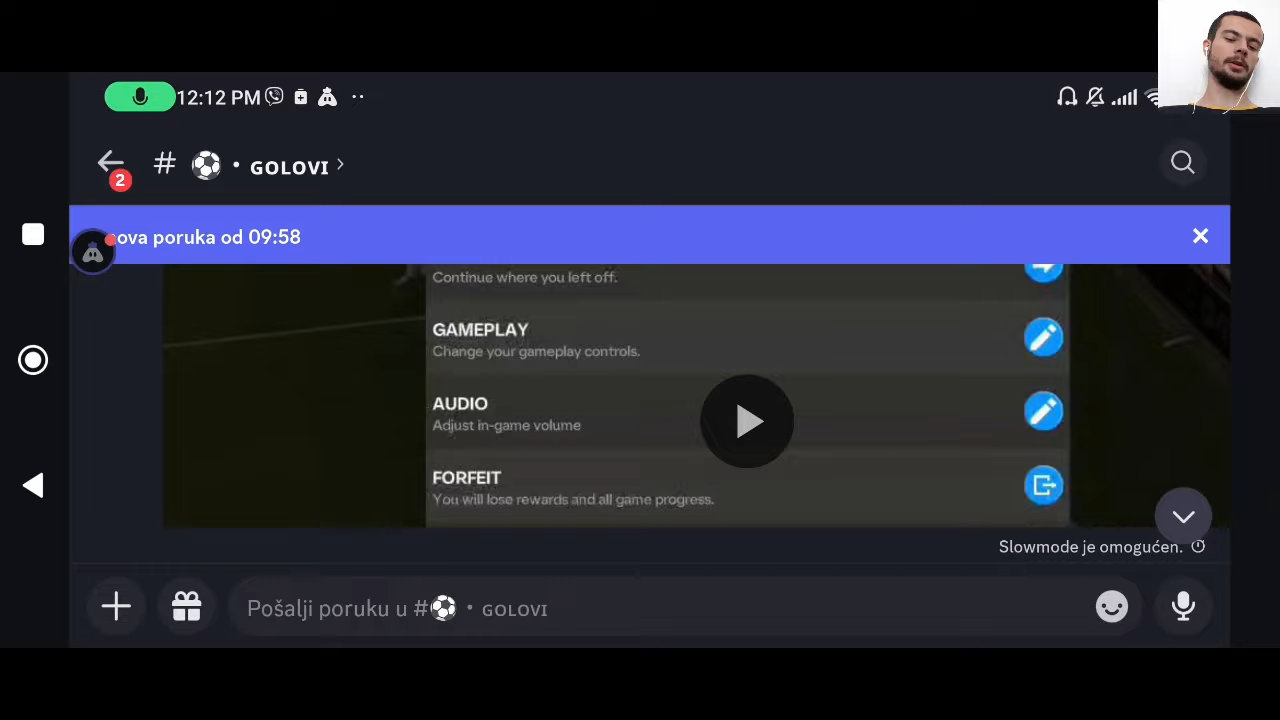 12:12 PM
2
# ⚽ • GOLOVI
ova poruka od 09:58
Continue where you left off.
GAMEPLAY
Change your gameplay controls.
AUDIO
Adjust in-game volume
FORFEIT
You will lose rewards and all game progress.
Slowmode je omogućen.
Pošalji poruku u #⚽ • GOLOVI